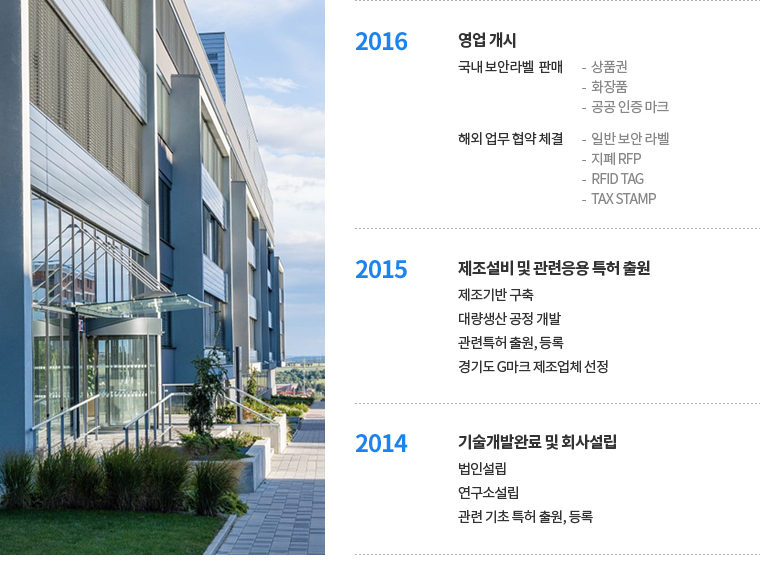 2016 영업 개시
국내 보안라벨 판매 - 상품권
- 화장품
- 공공 인증 마크
해외 업무 협약 체결 - 일반 보안 라벨
- 지폐 RFP
- RFID TAG
- TAX STAMP
2015 제조설비 및 관련응용 특허 출원
제조기반 구축
대량생산 공정 개발
관련특허 출원, 등록
경기도 G마크 제조업체 선정
2014 기술개발완료 및 회사설립
법인설립
연구소설립
관련 기초 특허 출원, 등록